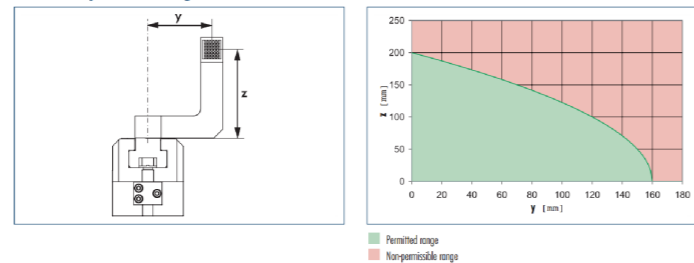 y
z
250
200
150
100
50
0
z [mm]
0 20 40 60 80 100 120 140 160 180
y [mm]
Permitted range
Non-permissible range